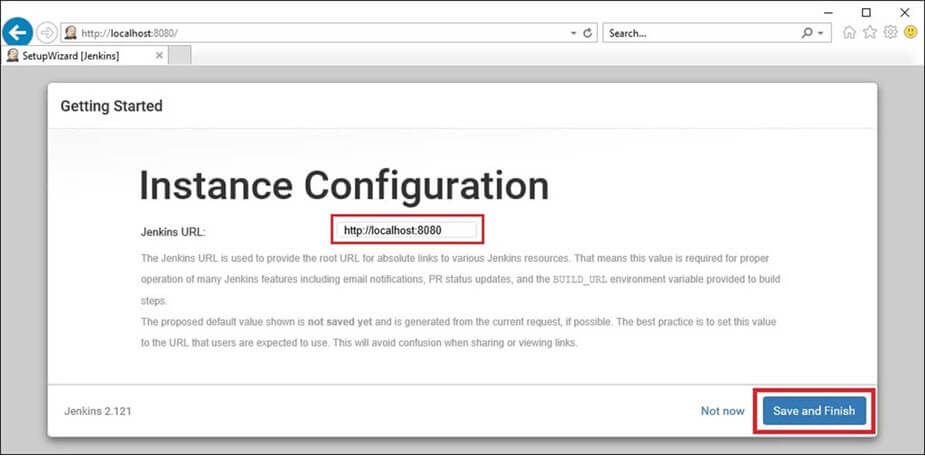 http://localhost:8080/
Search...
SetupWizard [Jenkins]
Getting Started
Instance Configuration
Jenkins URL:
http://localhost:8080
The Jenkins URL is used to provide the root URL for absolute links to various Jenkins resources. That means this value is required for proper
operation of many Jenkins features including email notifications, PR status updates, and the BUILD_URL environment variable provided to build
steps.
The proposed default value shown is not saved yet and is generated from the current request, if possible. The best practice is to set this value
to the URL that users are expected to use. This will avoid confusion when sharing or viewing links.
Jenkins 2.121
Not now
Save and Finish